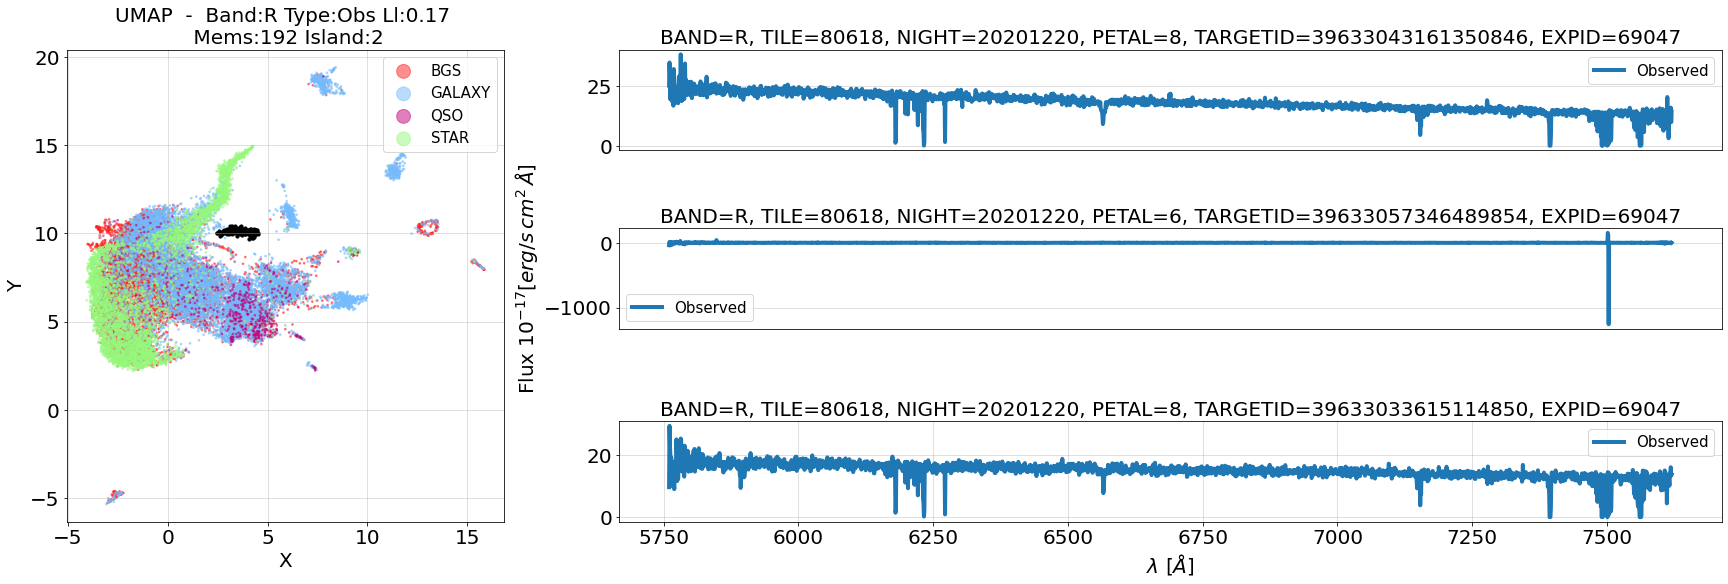 UMAP  -  Band:R Type:Obs Ll:0.17
Mems:192 Island:2
BGS
GALAXY
QSO
STAR
20
15
10
5
0
−5
Y
−5 0 5 10 15
X
Flux 10⁻¹⁷[erg/s cm² Å]
BAND=R, TILE=80618, NIGHT=20201220, PETAL=8, TARGETID=39633043161350846, EXPID=69047
Observed
25
0
BAND=R, TILE=80618, NIGHT=20201220, PETAL=6, TARGETID=39633057346489854, EXPID=69047
0
−1000
Observed
BAND=R, TILE=80618, NIGHT=20201220, PETAL=8, TARGETID=39633033615114850, EXPID=69047
Observed
20
0
5750 6000 6250 6500 6750 7000 7250 7500
λ [Å]